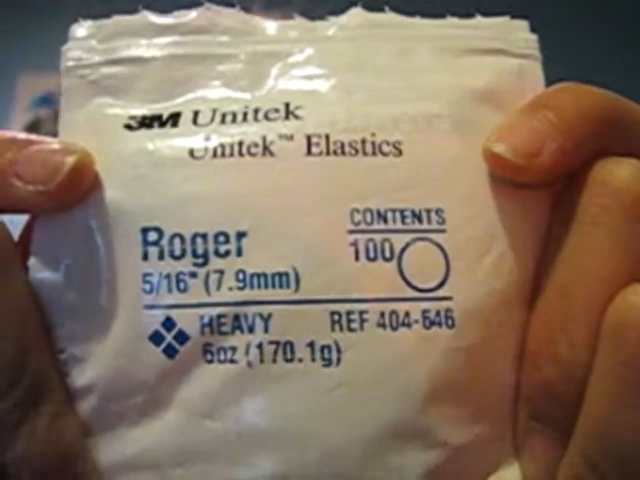 3M Unitek
Unitek™ Elastics
CONTENTS
100
Roger
5/16" (7.9mm)
HEAVY
REF 404-646
6oz (170.1g)